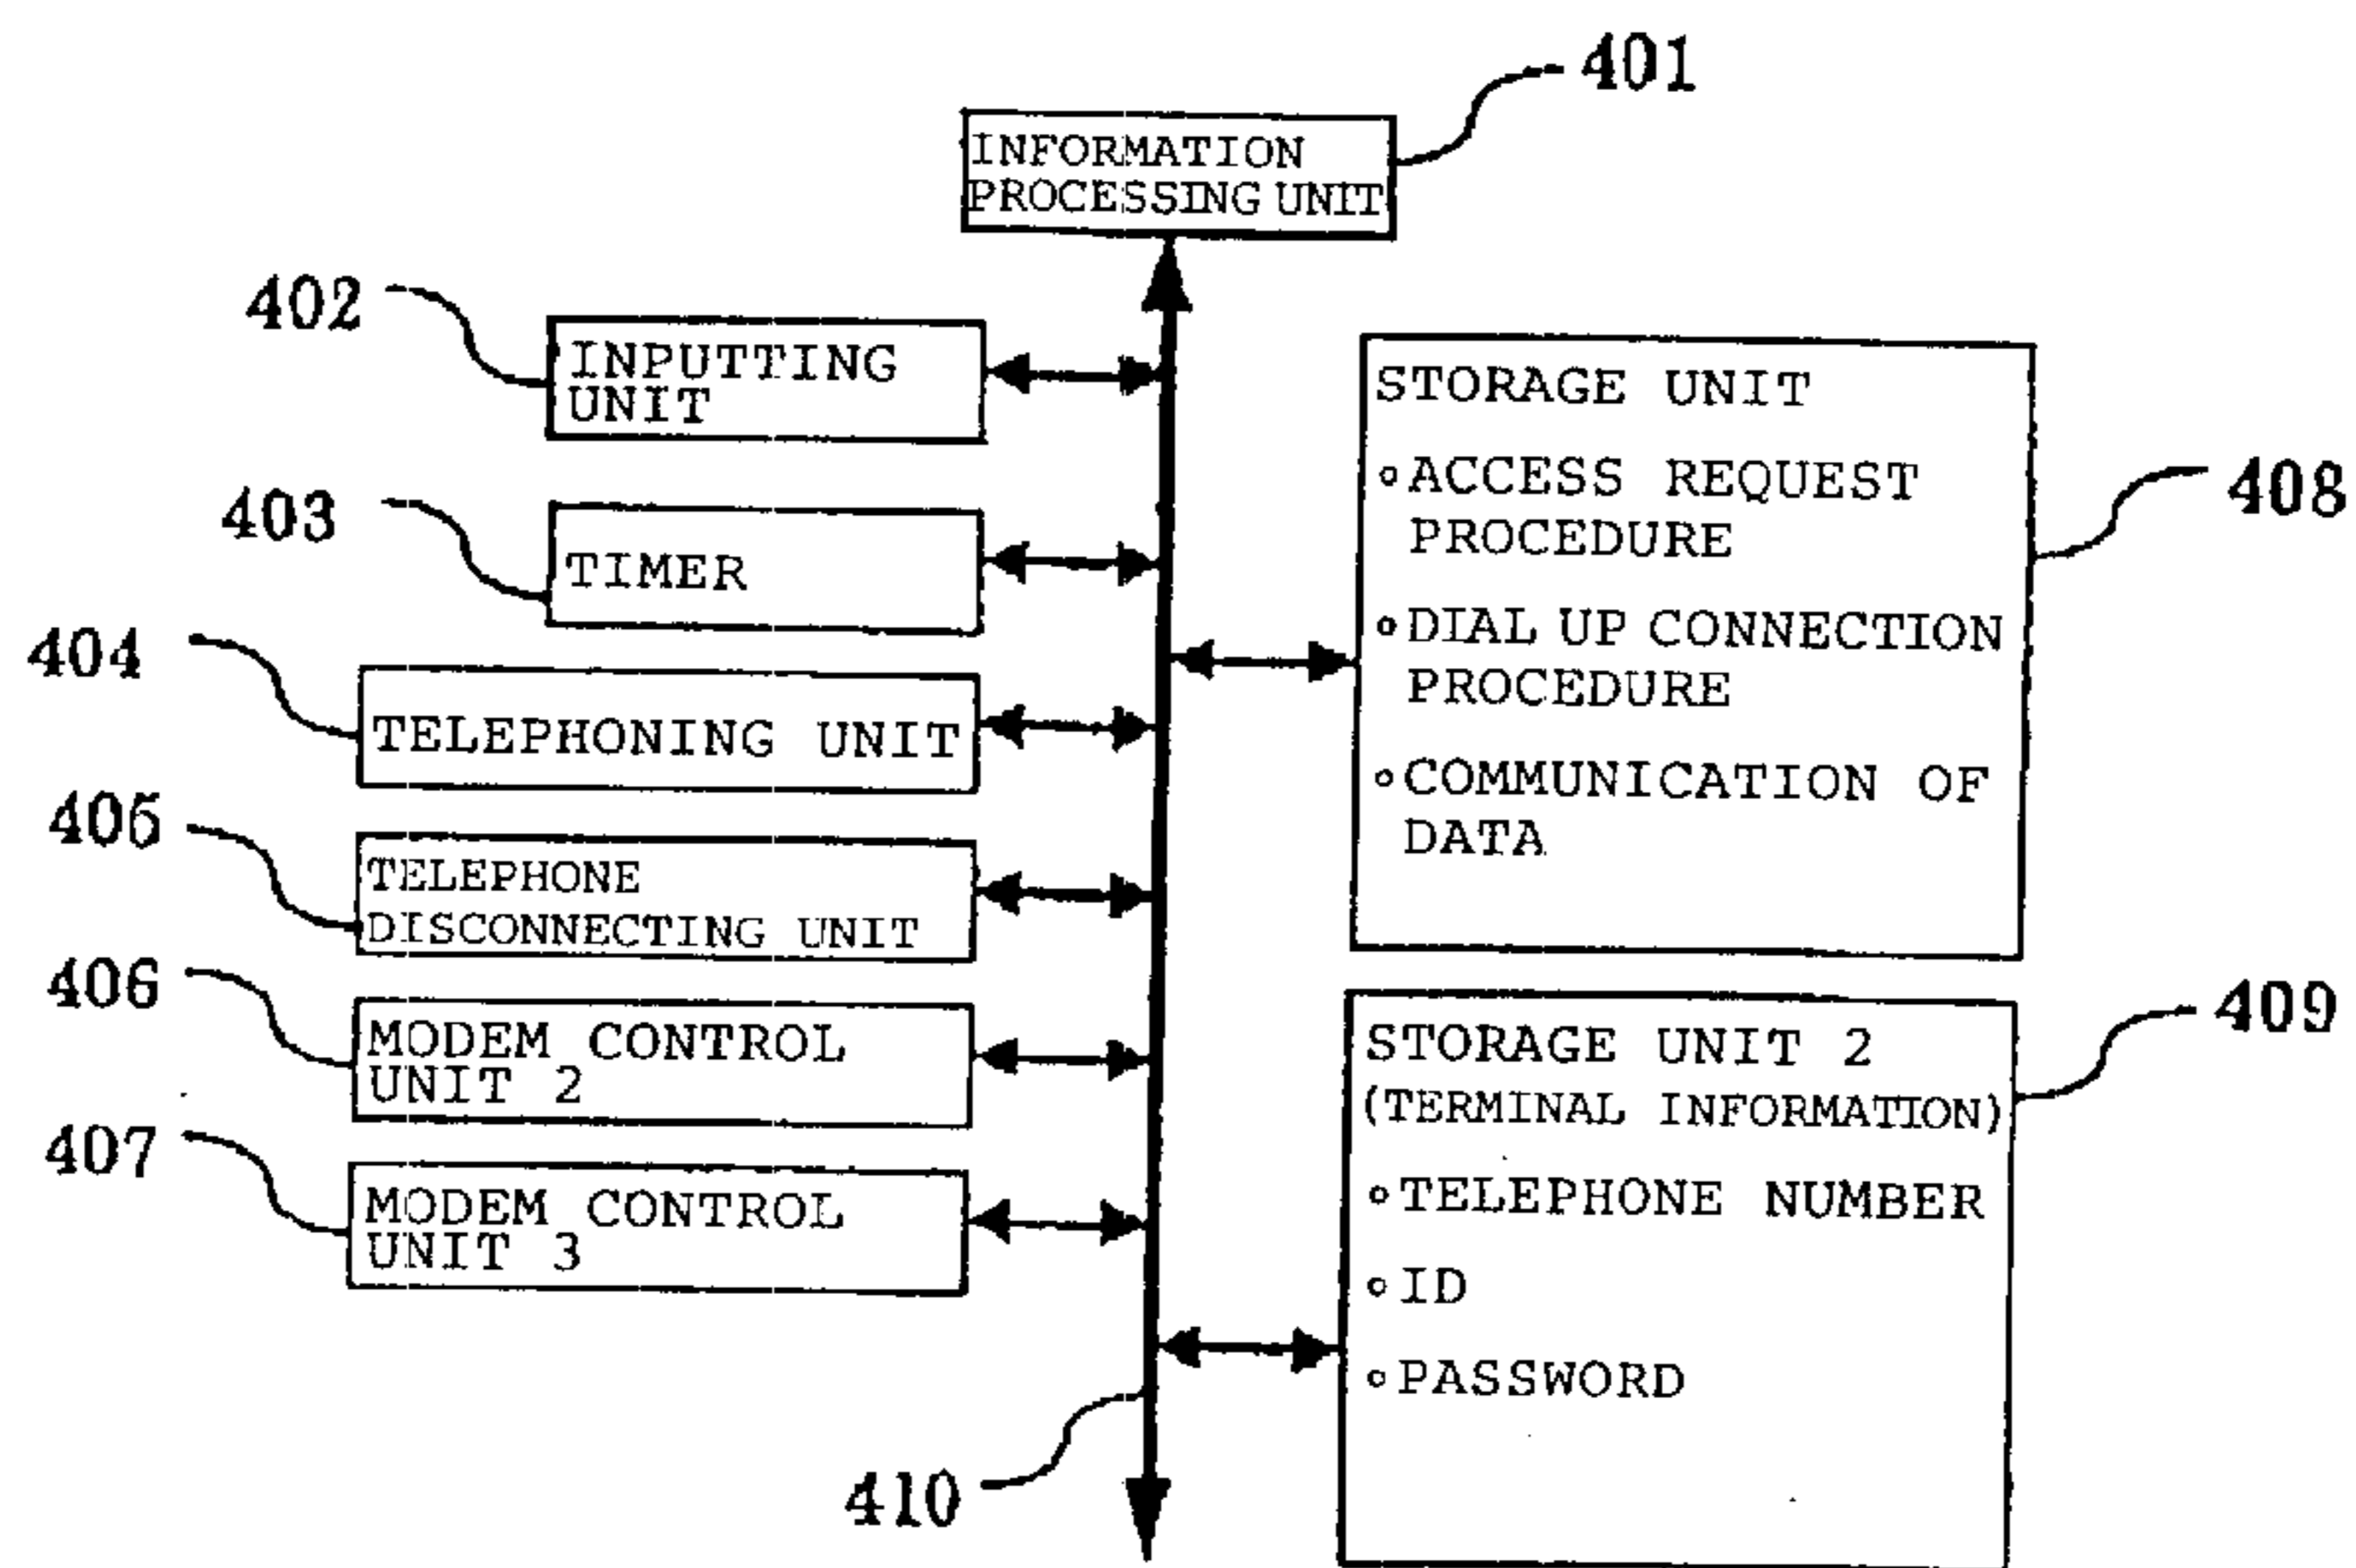 401
INFORMATION
PROCESSING UNIT
402
INPUTTING
UNIT
403
TIMER
404
TELEPHONING UNIT
405
TELEPHONE
DISCONNECTING UNIT
406
MODEM CONTROL
UNIT 2
407
MODEM CONTROL
UNIT 3
408
STORAGE UNIT
∘ACCESS REQUEST
PROCEDURE
∘DIAL UP CONNECTION
PROCEDURE
∘COMMUNICATION OF
DATA
409
STORAGE UNIT 2
(TERMINAL INFORMATION)
∘TELEPHONE NUMBER
∘ID
∘PASSWORD
410